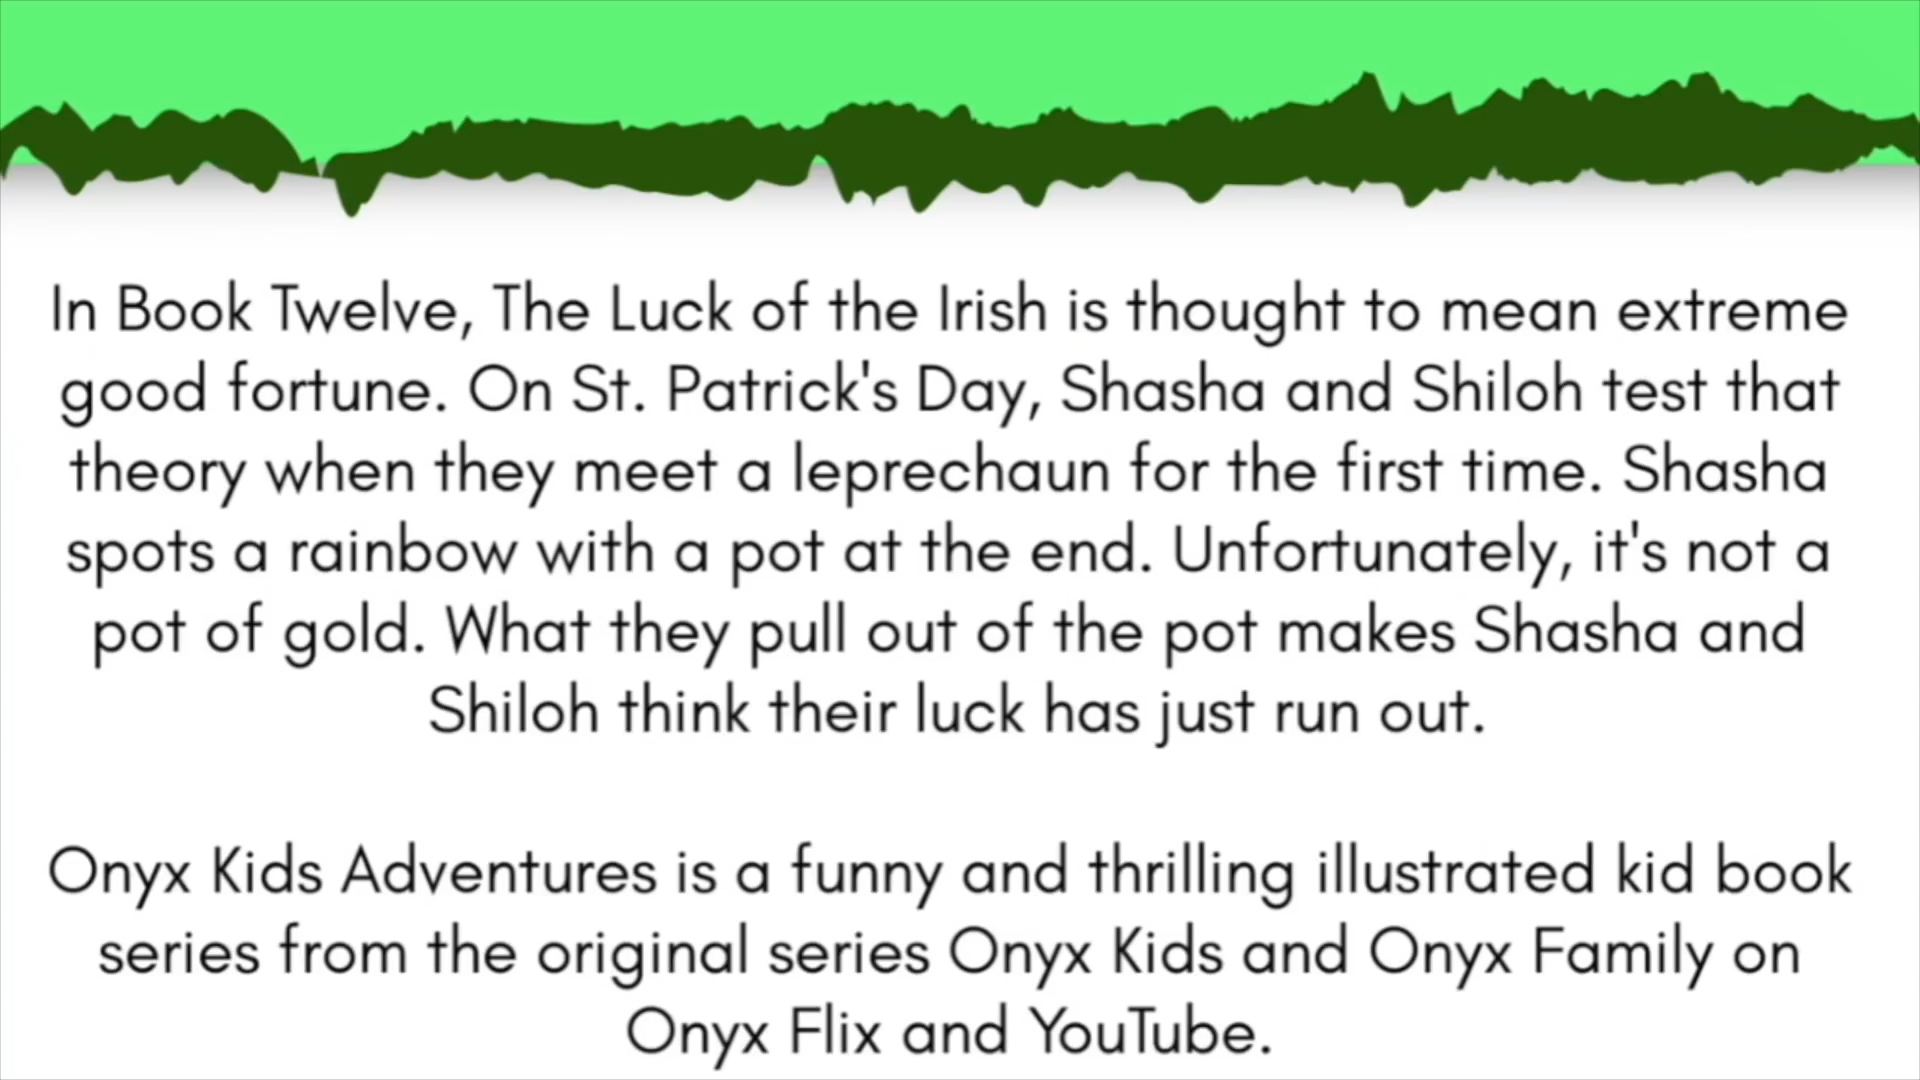 In Book Twelve, The Luck of the Irish is thought to mean extreme
good fortune. On St. Patrick's Day, Shasha and Shiloh test that
theory when they meet a leprechaun for the first time. Shasha
spots a rainbow with a pot at the end. Unfortunately, it's not a
pot of gold. What they pull out of the pot makes Shasha and
Shiloh think their luck has just run out.
Onyx Kids Adventures is a funny and thrilling illustrated kid book
series from the original series Onyx Kids and Onyx Family on
Onyx Flix and YouTube.